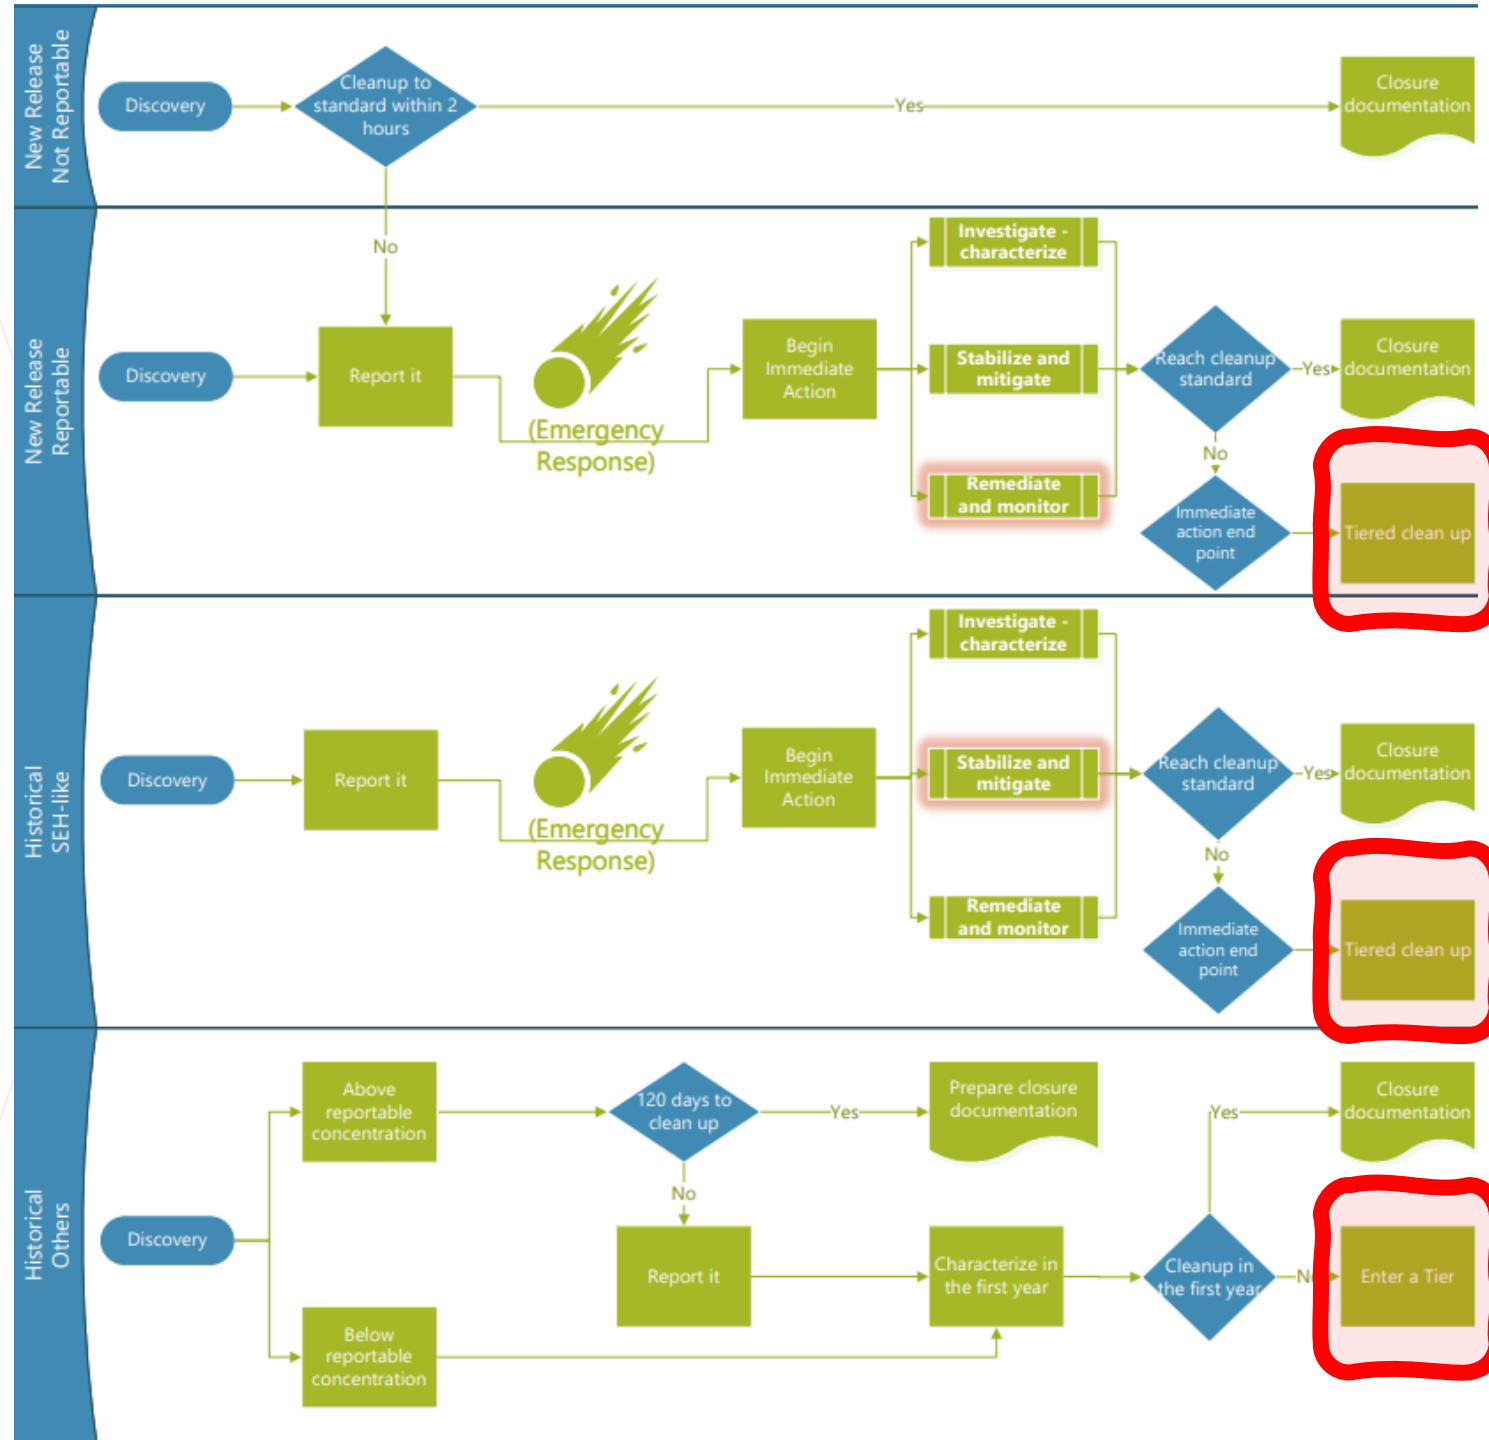 New Release
Not Reportable
Discovery
Cleanup to
standard within 2
hours
Yes
Closure
documentation
No
New Release
Reportable
Discovery
Report it
(Emergency
Response)
Begin
Immediate
Action
Investigate -
characterize
Stabilize and
mitigate
Remediate
and monitor
Reach cleanup
standard
Yes
Closure
documentation
No
Immediate
action end
point
Tiered clean up
Historical
SEH-like
Discovery
Report it
(Emergency
Response)
Begin
Immediate
Action
Investigate -
characterize
Stabilize and
mitigate
Remediate
and monitor
Reach cleanup
standard
Yes
Closure
documentation
No
Immediate
action end
point
Tiered clean up
Historical
Others
Discovery
Above
reportable
concentration
120 days to
clean up
Yes
Prepare closure
documentation
No
Report it
Below
reportable
concentration
Characterize in
the first year
Cleanup in
the first year
Yes
Closure
documentation
No
Enter a Tier